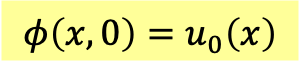 ϕ(x, 0) = u₀(x)